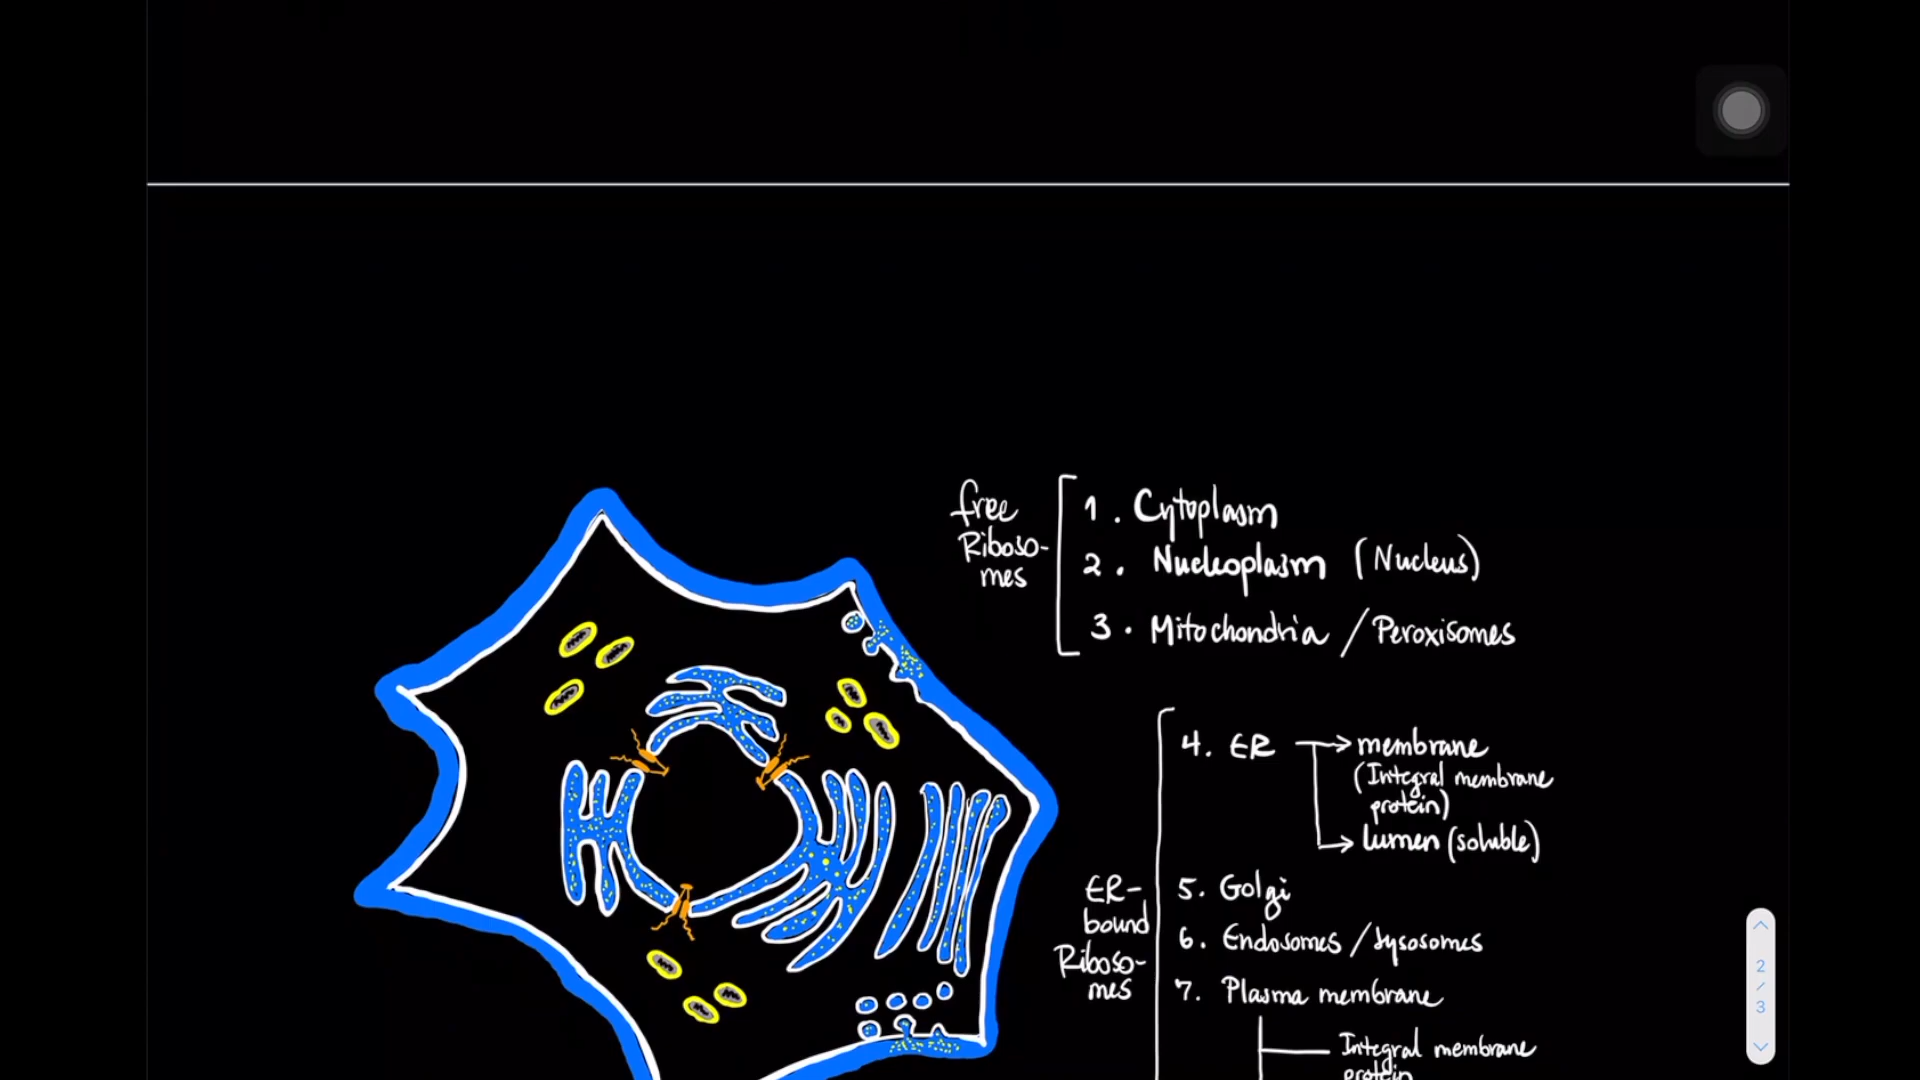 free
Riboso-
mes
1. Cytoplasm
2. Nucleoplasm (Nucleus)
3. Mitochondria / Peroxisomes
4. ER → membrane
(Integral membrane
protein)
→ lumen (soluble)
ER-
bound
Riboso-
mes
5. Golgi
6. Endosomes / Lysosomes
7. Plasma membrane
Integral membrane
protein
2
/
3